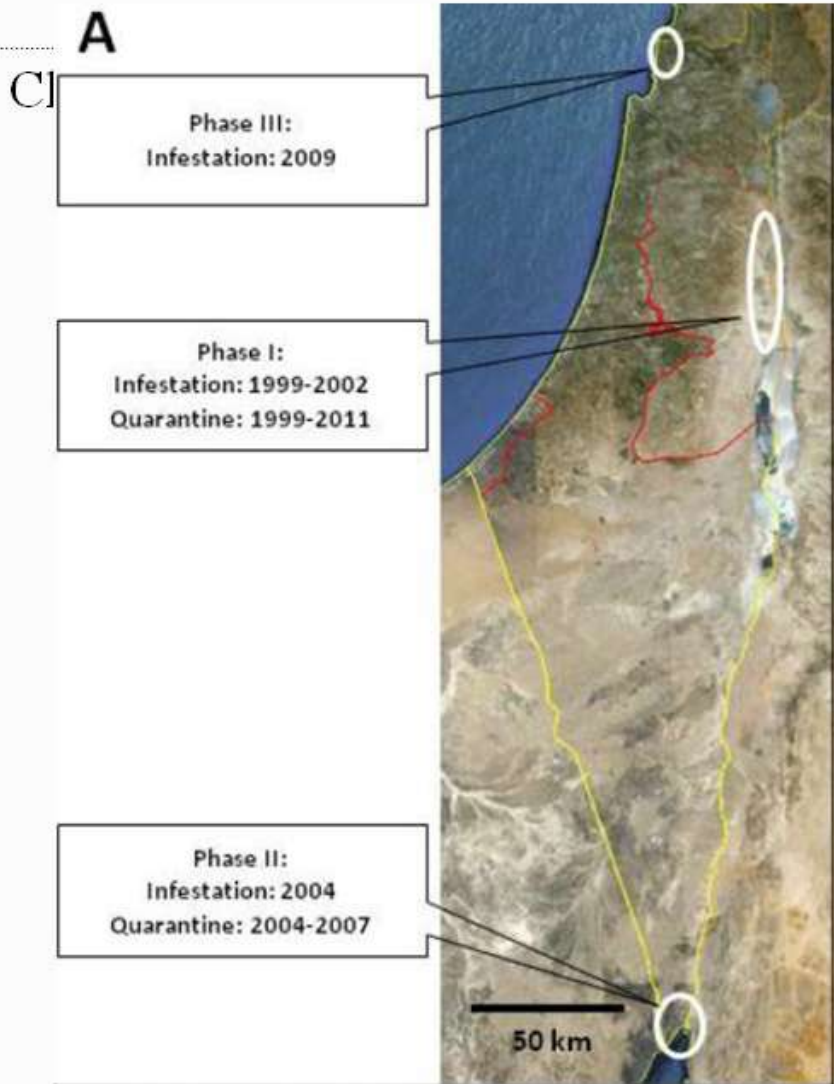 A
Phase III:
Infestation: 2009
Phase I:
Infestation: 1999-2002
Quarantine: 1999-2011
Phase II:
Infestation: 2004
Quarantine: 2004-2007
50 km